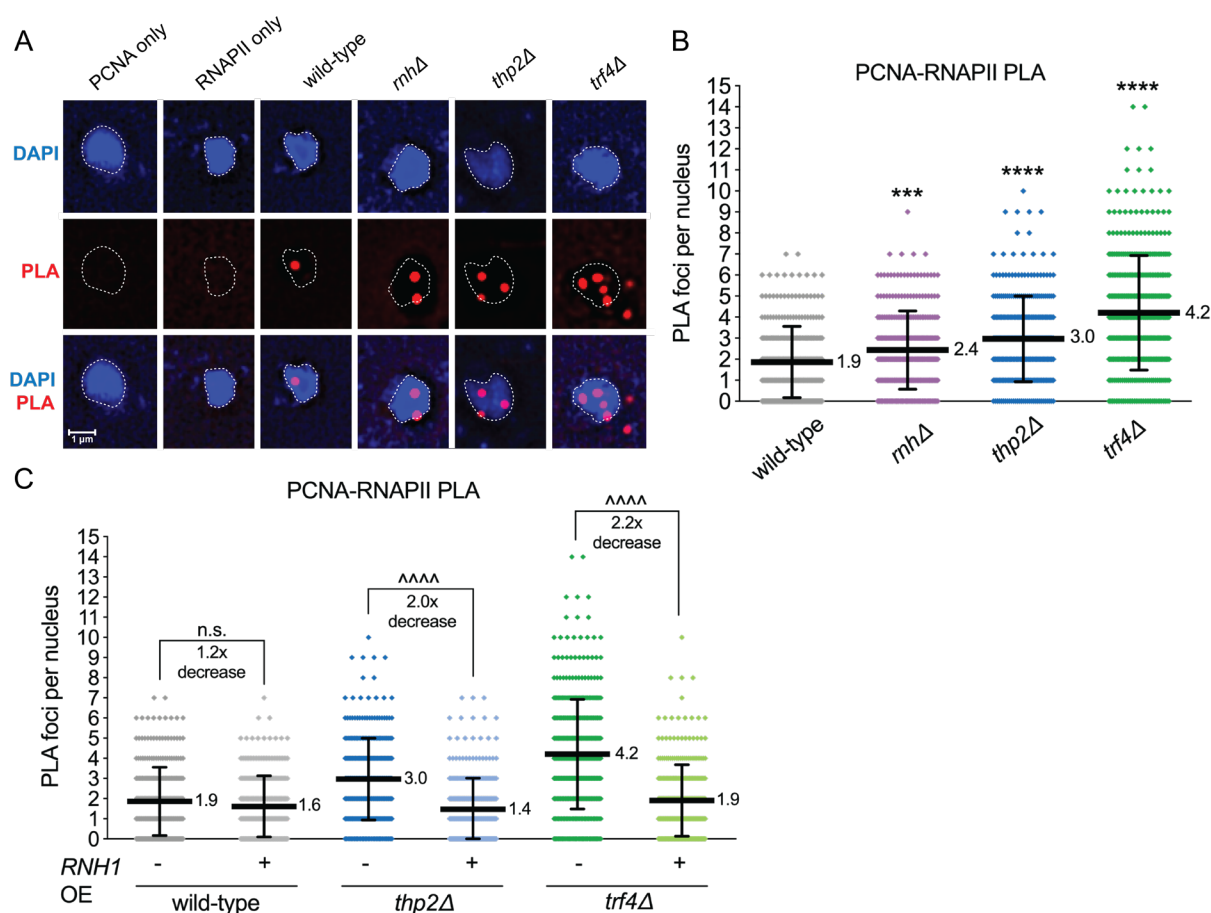 A
PCNA only
RNAPII only
wild-type
rnhΔ
thp2Δ
trf4Δ
DAPI
PLA
DAPI
PLA
1 µm
B
PCNA-RNAPII PLA
PLA foci per nucleus
15
14
13
12
11
10
9
8
7
6
5
4
3
2
1
0
***
****
****
1.9
2.4
3.0
4.2
wild-type
rnhΔ
thp2Δ
trf4Δ
C
PCNA-RNAPII PLA
PLA foci per nucleus
15
14
13
12
11
10
9
8
7
6
5
4
3
2
1
0
n.s.
1.2x
decrease
^^^^
2.0x
decrease
^^^^
2.2x
decrease
1.9
1.6
3.0
1.4
4.2
1.9
RNH1
OE
- + - + - +
wild-type
thp2Δ
trf4Δ